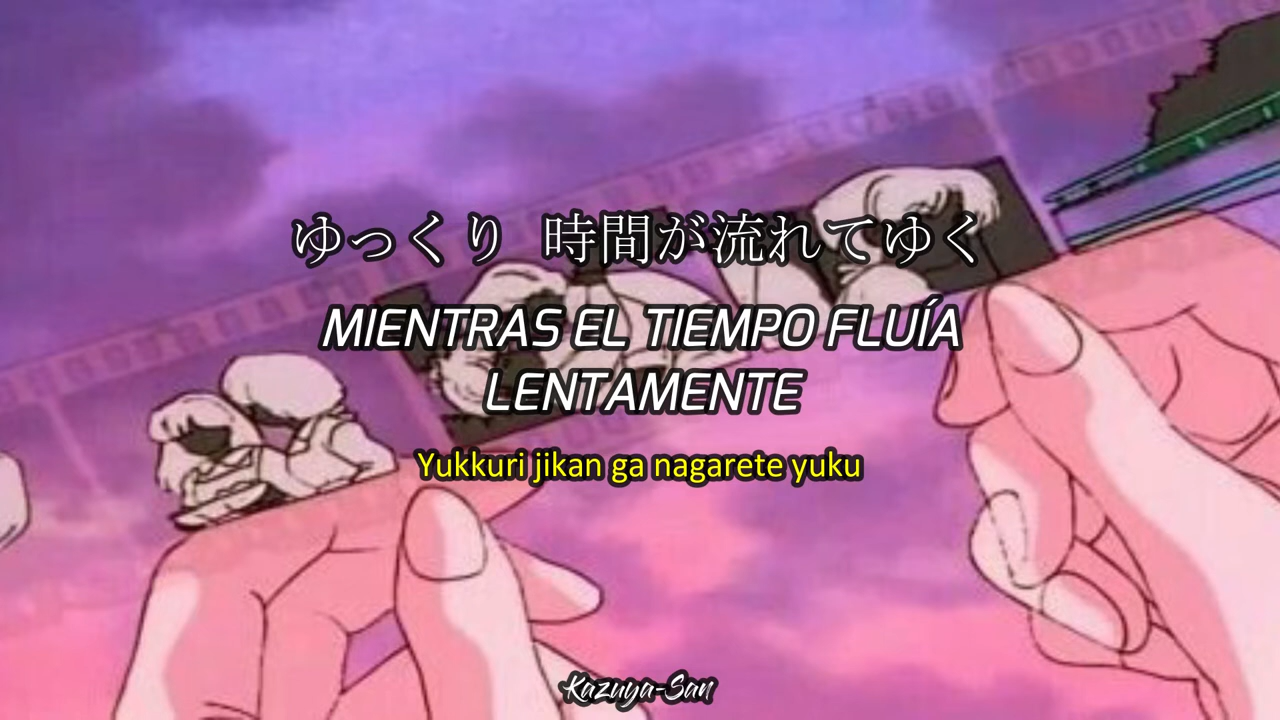 ゆっくり 時間が流れてゆく
MIENTRAS EL TIEMPO FLUÍA
LENTAMENTE
Yukkuri jikan ga nagarete yuku
Kazuya-San